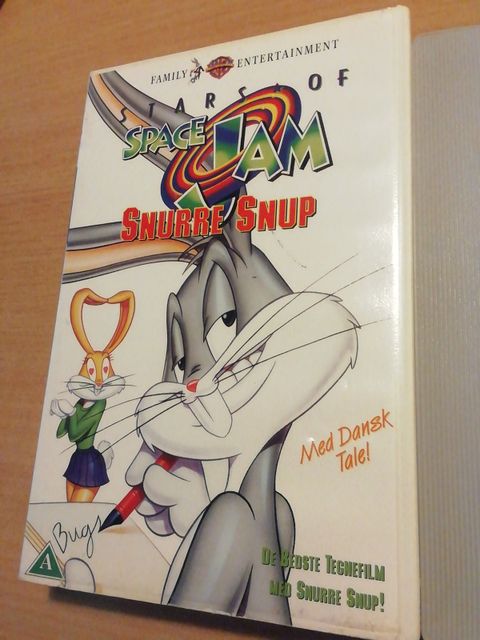 FAMILY ENTERTAINMENT
STARS OF
SPACE JAM
SNURRE SNUP
Med Dansk
Tale!
Bugs
A
DE BEDSTE TEGNEFILM
MED SNURRE SNUP!